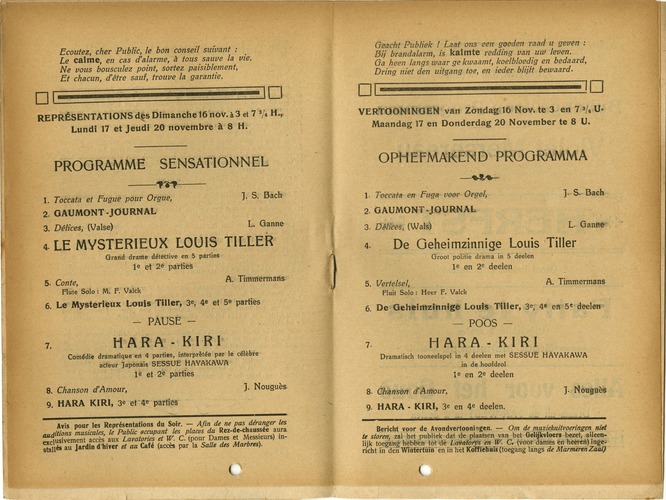 Ecoutez, cher Public, le bon conseil suivant :
Le calme, en cas d'alarme, à tous sauve la vie.
Ne vous bousculez point, sortez paisiblement,
Et chacun, d'être sauf, trouve la garantie.
REPRÉSENTATIONS des Dimanche 16 nov. à 3 et 7 3/4 H.,
Lundi 17 et Jeudi 20 novembre à 8 H.
PROGRAMME SENSATIONNEL
1. Toccata et Fugue pour Orgue, J. S. Bach
2. GAUMONT-JOURNAL
3. Délices, (Valse) L. Ganne
4. LE MYSTERIEUX LOUIS TILLER
Grand drame détective en 5 parties
1e et 2e parties
5. Conte, A. Timmermans
Flûte Solo : M. F. Valck
6. Le Mysterieux Louis Tiller, 3e, 4e et 5e parties
— PAUSE —
7. HARA - KIRI
Comédie dramatique en 4 parties, interprêtée par le célèbre
acteur Japonais SESSUE HAYAKAWA
1e et 2e parties
8. Chanson d'Amour, J. Nouguès
9. HARA KIRI, 3e et 4e parties.
Avis pour les Représentations du Soir. — Afin de ne pas déranger les
auditions musicales, le Public occupant les places du Rez-de-chaussée aura
exclusivement accès aux Lavatories et W. C. (pour Dames et Messieurs) in-
stallés au Jardin d'hiver et au Café (accès par la Salle des Marbres).
Geacht Publiek ! Laat ons een goeden raad u geven :
Bij brandalarm, is kalmte redding van uw leven.
Ga heen langs waar ge kwaamt, koelbloedig en bedaard,
Dring niet den uitgang toe, en ieder blijft bewaard.
VERTOONINGEN van Zondag 16 Nov. te 3 en 7 3/4 U.
Maandag 17 en Donderdag 20 November te 8 U.
OPHEFMAKEND PROGRAMMA
1. Toccata en Fuga voor Orgel, J. S. Bach
2. GAUMONT-JOURNAL
3. Délices, (Wals) L. Ganne
4. De Geheimzinnige Louis Tiller
Groot politie drama in 5 deelen
1e en 2e deelen
5. Vertelsel, A. Timmermans
Fluit Solo : Heer F. Valck
6. De Geheimzinnige Louis Tiller, 3e, 4e en 5e deelen
— POOS —
7. HARA - KIRI
Dramatisch tooneelspel in 4 deelen met SESSUE HAYAKAWA
in de hoofdrol
1e en 2e deelen
8. Chanson d'Amour, J. Nouguès
9. HARA - KIRI, 3e en 4e deelen.
Bericht voor de Avondvertooningen. — Om de muziekuitvoeringen niet
te storen, zal het publiek dat de plaatsen van het Gelijkvloers bezet, alleen-
lijk toegang hebben tot de Lavatorys en W. C. (voor dames en heeren) inge-
richt in den Wintertuin en in het Koffiehuis (toegang langs de Marmeren Zaal)